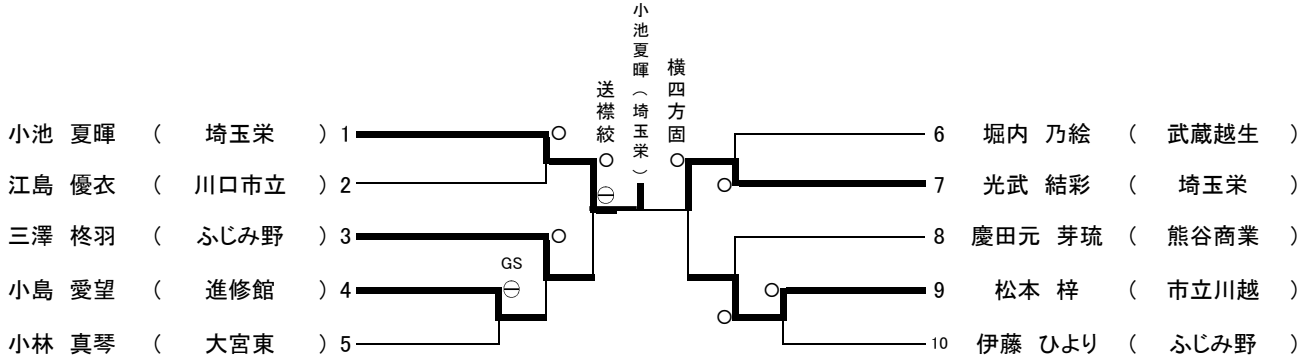 小池夏暉（埼玉栄）
送襟絞
横四方固
小池 夏暉 （ 埼玉栄 ） 1
江島 優衣 （ 川口市立 ） 2
三澤 柊羽 （ ふじみ野 ） 3
GS
小島 愛望 （ 進修館 ） 4
小林 真琴 （ 大宮東 ） 5
6 堀内 乃絵 （ 武蔵越生 ）
7 光武 結彩 （ 埼玉栄 ）
8 慶田元 芽琉 （ 熊谷商業 ）
9 松本 梓 （ 市立川越 ）
10 伊藤 ひより （ ふじみ野 ）